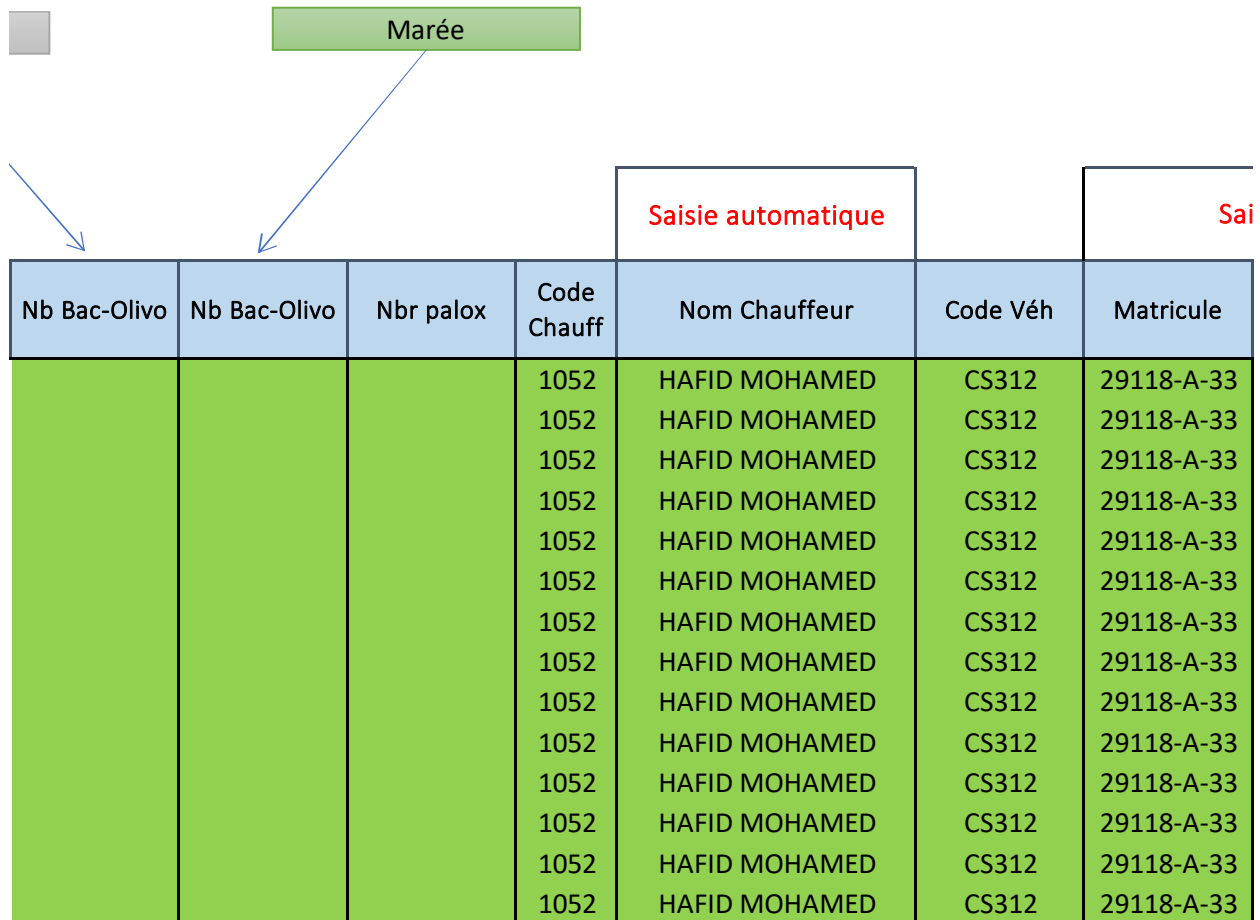 Marée
Saisie automatique
Sai
Nb Bac-Olivo Nb Bac-Olivo Nbr palox Code Chauff Nom Chauffeur Code Véh Matricule
1052 HAFID MOHAMED CS312 29118-A-33
1052 HAFID MOHAMED CS312 29118-A-33
1052 HAFID MOHAMED CS312 29118-A-33
1052 HAFID MOHAMED CS312 29118-A-33
1052 HAFID MOHAMED CS312 29118-A-33
1052 HAFID MOHAMED CS312 29118-A-33
1052 HAFID MOHAMED CS312 29118-A-33
1052 HAFID MOHAMED CS312 29118-A-33
1052 HAFID MOHAMED CS312 29118-A-33
1052 HAFID MOHAMED CS312 29118-A-33
1052 HAFID MOHAMED CS312 29118-A-33
1052 HAFID MOHAMED CS312 29118-A-33
1052 HAFID MOHAMED CS312 29118-A-33
1052 HAFID MOHAMED CS312 29118-A-33